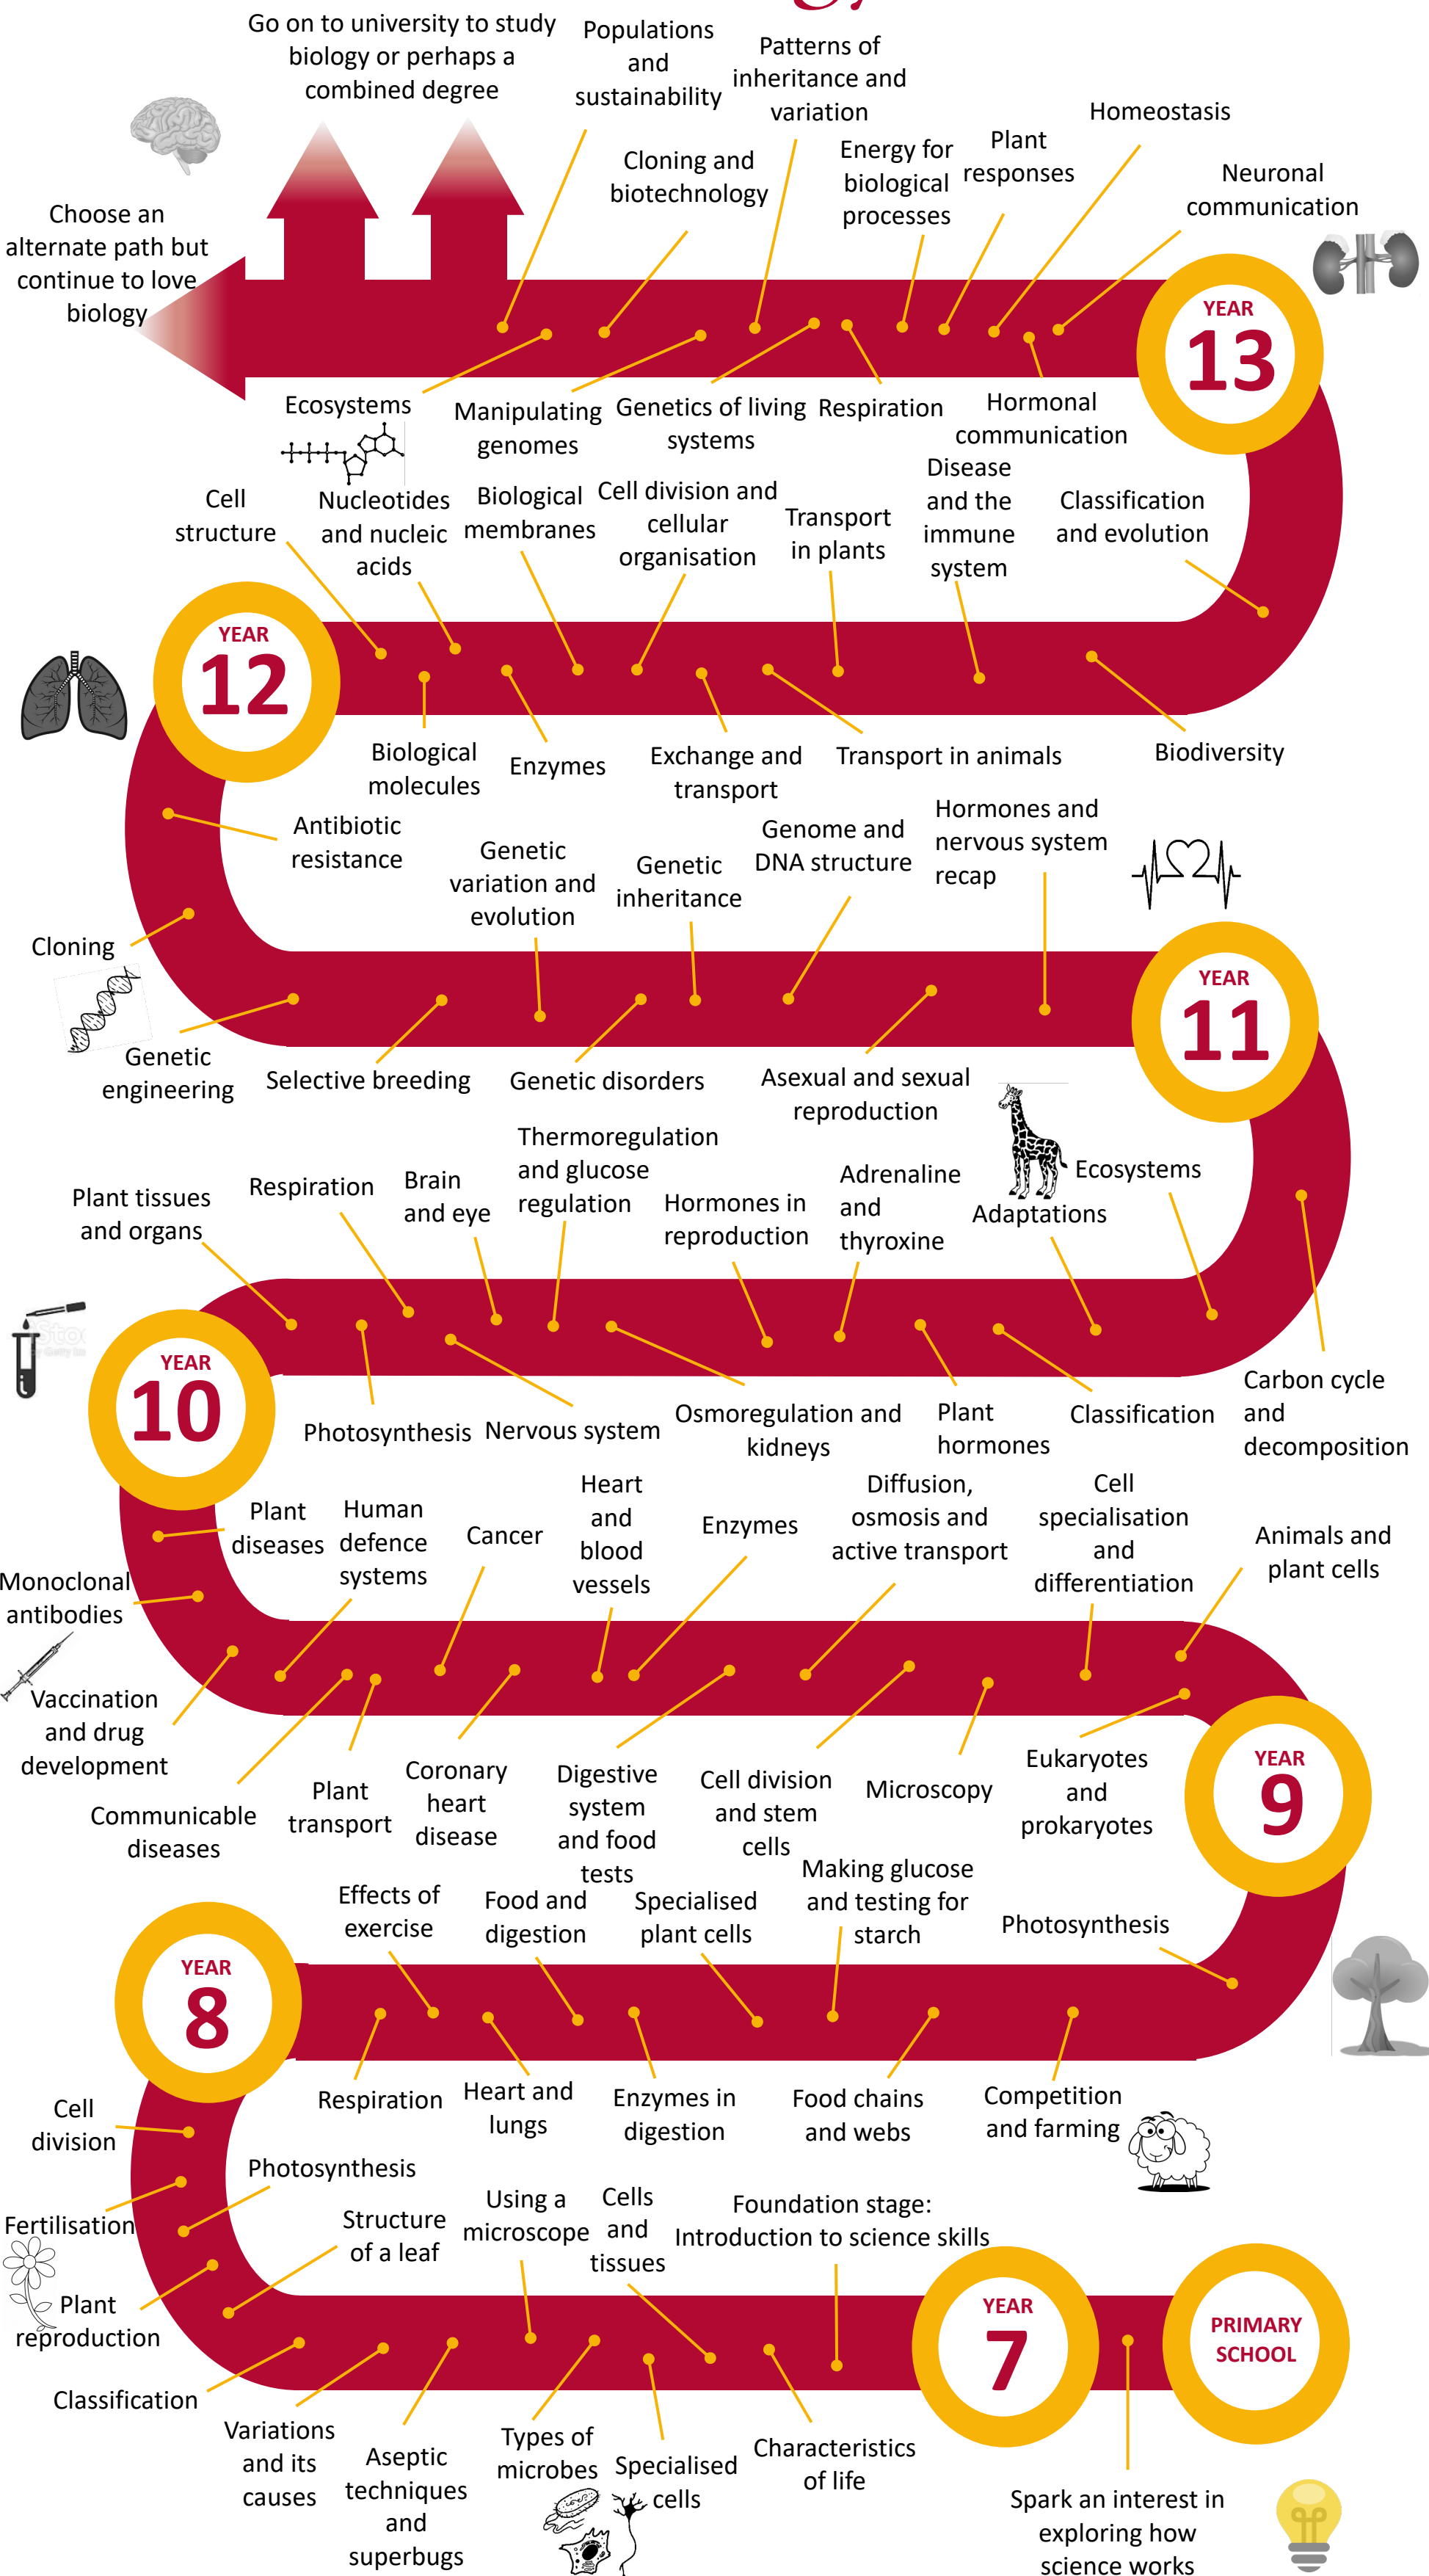 Go on to university to study
biology or perhaps a
combined degree
Populations
and
sustainability
Patterns of
inheritance and
variation
Homeostasis
Cloning and
biotechnology
Energy for
biological
processes
Plant
responses
Neuronal
communication
Choose an
alternate path but
continue to love
biology
YEAR
13
Ecosystems
Manipulating
genomes
Genetics of living
systems
Respiration
Hormonal
communication
Cell
structure
Nucleotides
and nucleic
acids
Biological
membranes
Cell division and
cellular
organisation
Transport
in plants
Disease
and the
immune
system
Classification
and evolution
YEAR
12
Biological
molecules
Enzymes
Exchange and
transport
Transport in animals
Biodiversity
Antibiotic
resistance
Genetic
variation and
evolution
Genetic
inheritance
Genome and
DNA structure
Hormones and
nervous system
recap
Cloning
YEAR
11
Genetic
engineering
Selective breeding
Genetic disorders
Asexual and sexual
reproduction
Plant tissues
and organs
Respiration
Brain
and eye
Thermoregulation
and glucose
regulation
Hormones in
reproduction
Adrenaline
and
thyroxine
Adaptations
Ecosystems
YEAR
10
Photosynthesis
Nervous system
Osmoregulation and
kidneys
Plant
hormones
Classification
Carbon cycle
and
decomposition
Plant
diseases
Human
defence
systems
Cancer
Heart
and
blood
vessels
Enzymes
Diffusion,
osmosis and
active transport
Cell
specialisation
and
differentiation
Animals and
plant cells
Monoclonal
antibodies
Vaccination
and drug
development
Communicable
diseases
Plant
transport
Coronary
heart
disease
Digestive
system
and food
tests
Cell division
and stem
cells
Microscopy
Eukaryotes
and
prokaryotes
YEAR
9
Effects of
exercise
Food and
digestion
Specialised
plant cells
Making glucose
and testing for
starch
Photosynthesis
YEAR
8
Respiration
Heart and
lungs
Enzymes in
digestion
Food chains
and webs
Competition
and farming
Cell
division
Photosynthesis
Fertilisation
Structure
of a leaf
Using a
microscope
Cells
and
tissues
Foundation stage:
Introduction to science skills
Plant
reproduction
YEAR
7
PRIMARY
SCHOOL
Classification
Variations
and its
causes
Aseptic
techniques
and
superbugs
Types of
microbes
Specialised
cells
Characteristics
of life
Spark an interest in
exploring how
science works